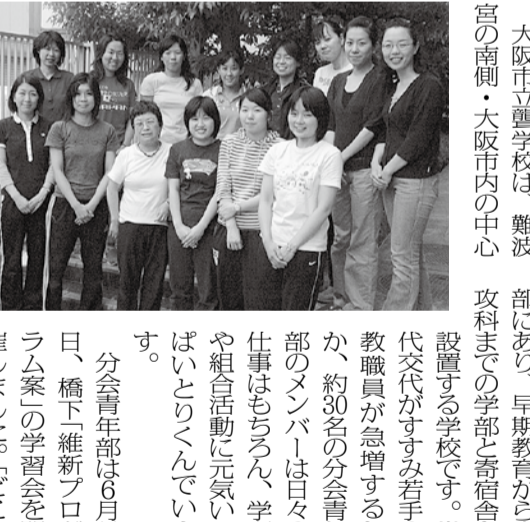 大阪市立聾学校は、難波
宮の南側・大阪市内の中心
部にあり、早期教育から
攻科までの学部と寄宿舎
設置する学校です。
代交代がすすみ若手
教職員が急増する
か、約30名の分会青
部のメンバーは日々
仕事はもちろん、学
や組合活動に元気い
ぱいとりくんでい
す。
分会青年部は6月
日、橋下「維新プロ
ラム案」の学習会を
催しました。「